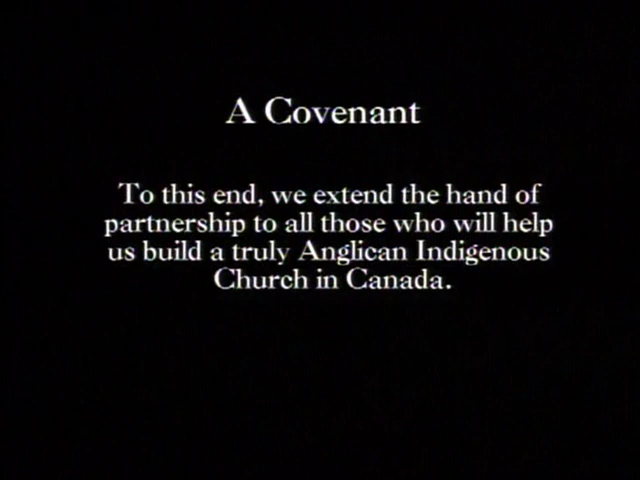 A Covenant
To this end, we extend the hand of
partnership to all those who will help
us build a truly Anglican Indigenous
Church in Canada.